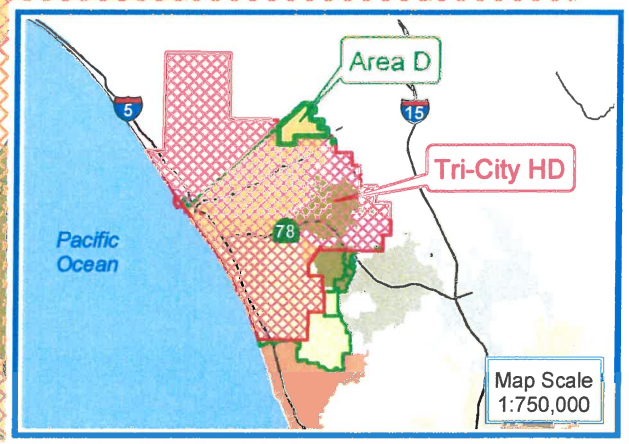 Area D
5
15
Tri-City HD
78
Pacific
Ocean
Map Scale
1:750,000